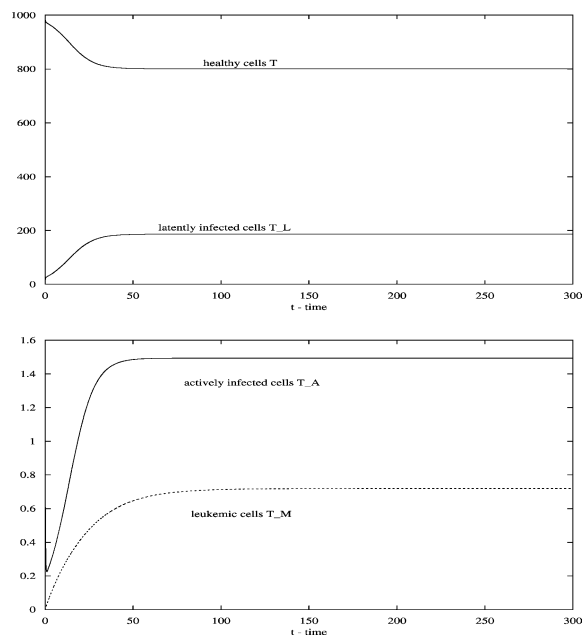 1000
healthy cells T
800
600
400
latently infected cells T_L
200
0
0 50 100 150 200 250 300
t - time
1.6
1.4
actively infected cells T_A
1.2
1
0.8
0.6
leukemic cells T_M
0.4
0.2
0
0 50 100 150 200 250 300
t - time